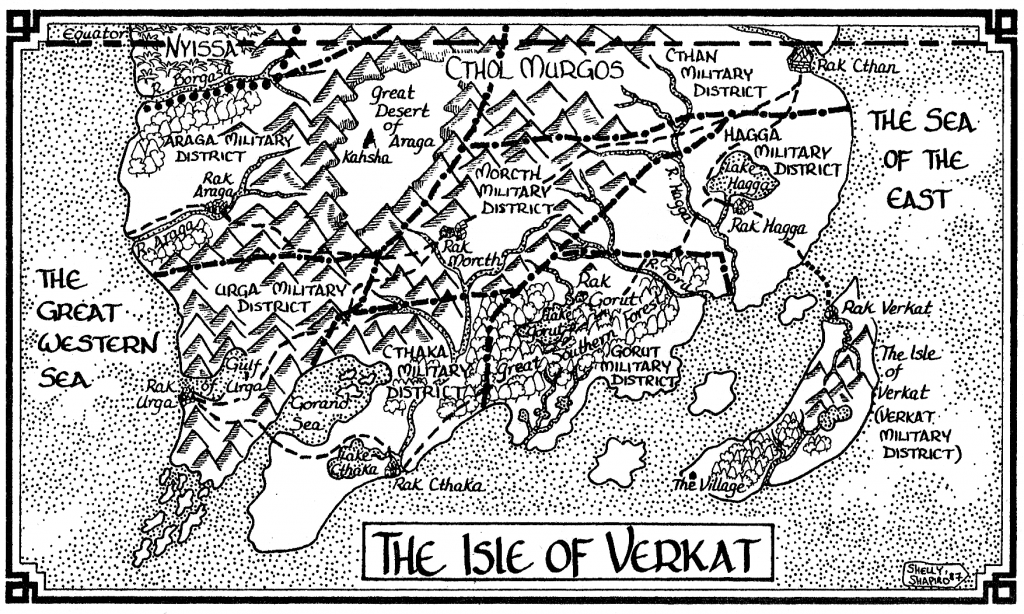 Equator
NYISSA
R. Borgasa
CTHOL MURGOS
CTHAN
MILITARY
DISTRICT
Rak Cthan
Great
Desert
of
Araga
Kahsha
ARAGA MILITARY
DISTRICT
THE SEA
OF THE
EAST
HAGGA
MILITARY
DISTRICT
Lake
Hagga
R. Hagga
Rak Hagga
MORCTH
MILITARY
DISTRICT
Rak
Araga
R. Araga
Rak
Morcth
THE
GREAT
WESTERN
SEA
URGA MILITARY
DISTRICT
R. Gorut
Rak
Gorut
Lake
Gorut
Great
Southern
Forest
GORUT
MILITARY
DISTRICT
Rak Verkat
The Isle
of
Verkat
(VERKAT
MILITARY
DISTRICT)
Gulf
of
Urga
Rak
Urga
CTHAKA
MILITARY
DISTRICT
Gorand
Sea
Lake
Cthaka
Rak Cthaka
The Village
THE ISLE OF VERKAT
SHELLY
SHAPIRO '87